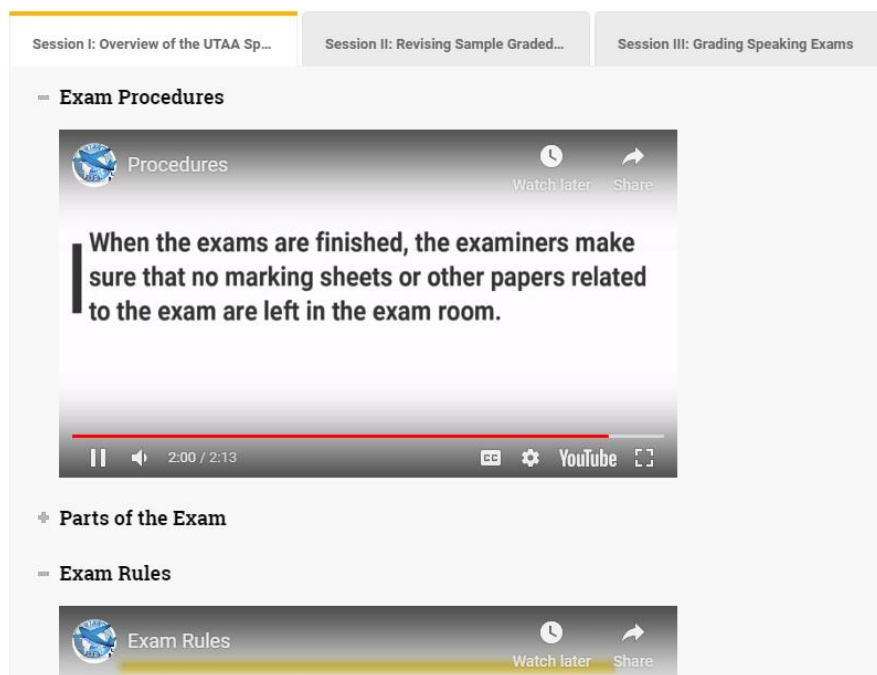 Session I: Overview of the UTAA Sp...
Session II: Revising Sample Graded...
Session III: Grading Speaking Exams
Exam Procedures
Procedures
Watch later
Share
When the exams are finished, the examiners make
sure that no marking sheets or other papers related
to the exam are left in the exam room.
2:00 / 2:13
CC
YouTube
Parts of the Exam
Exam Rules
Exam Rules
Watch later
Share